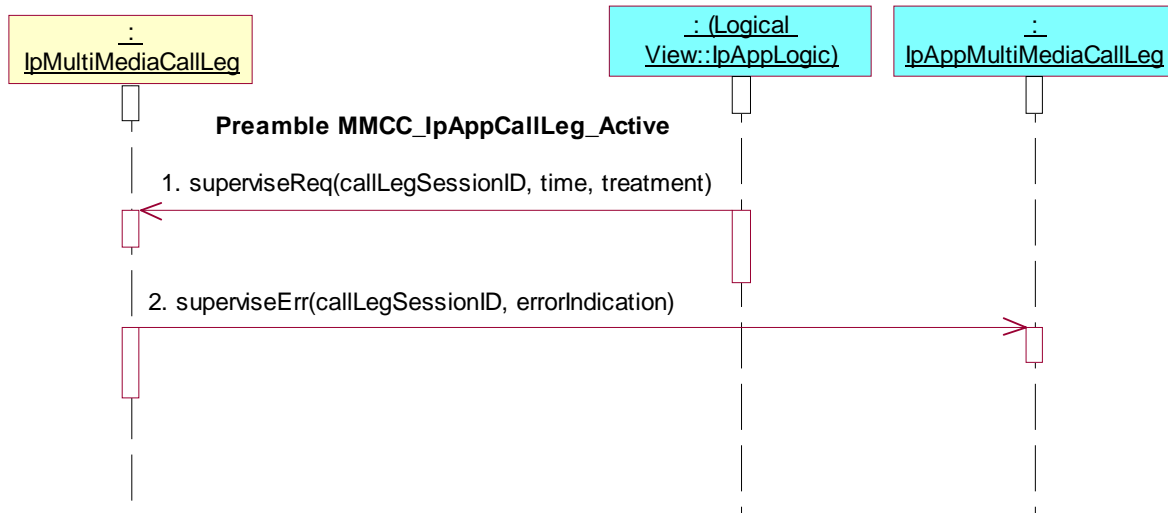 :
IpMultiMediaCallLeg
: (Logical
View::IpAppLogic)
:
IpAppMultiMediaCallLeg
Preamble MMCC_IpAppCallLeg_Active
1. superviseReq(callLegSessionID, time, treatment)
2. superviseErr(callLegSessionID, errorIndication)